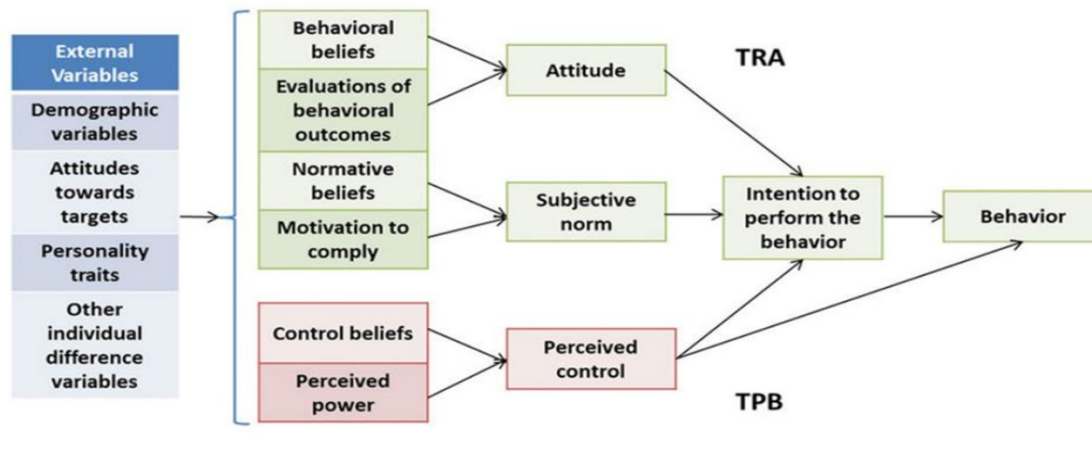 External
Variables
Demographic
variables
Attitudes
towards
targets
Personality
traits
Other
individual
difference
variables
Behavioral
beliefs
Evaluations of
behavioral
outcomes
Normative
beliefs
Motivation to
comply
Control beliefs
Perceived
power
Attitude
Subjective
norm
Perceived
control
TRA
Intention to
perform the
behavior
Behavior
TPB